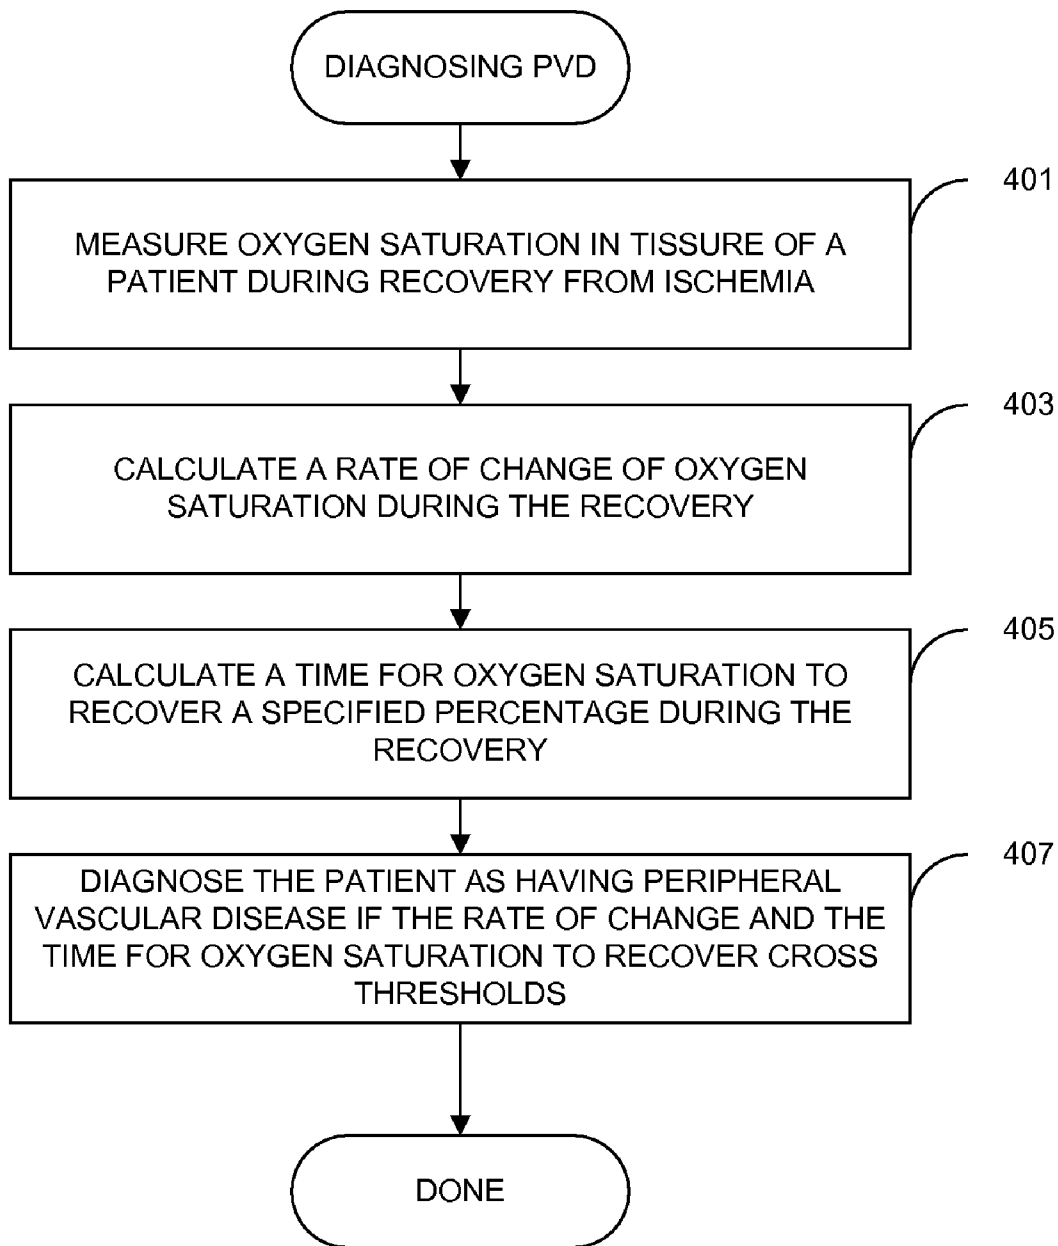 DIAGNOSING PVD
401
MEASURE OXYGEN SATURATION IN TISSURE OF A
PATIENT DURING RECOVERY FROM ISCHEMIA
403
CALCULATE A RATE OF CHANGE OF OXYGEN
SATURATION DURING THE RECOVERY
405
CALCULATE A TIME FOR OXYGEN SATURATION TO
RECOVER A SPECIFIED PERCENTAGE DURING THE
RECOVERY
407
DIAGNOSE THE PATIENT AS HAVING PERIPHERAL
VASCULAR DISEASE IF THE RATE OF CHANGE AND THE
TIME FOR OXYGEN SATURATION TO RECOVER CROSS
THRESHOLDS
DONE